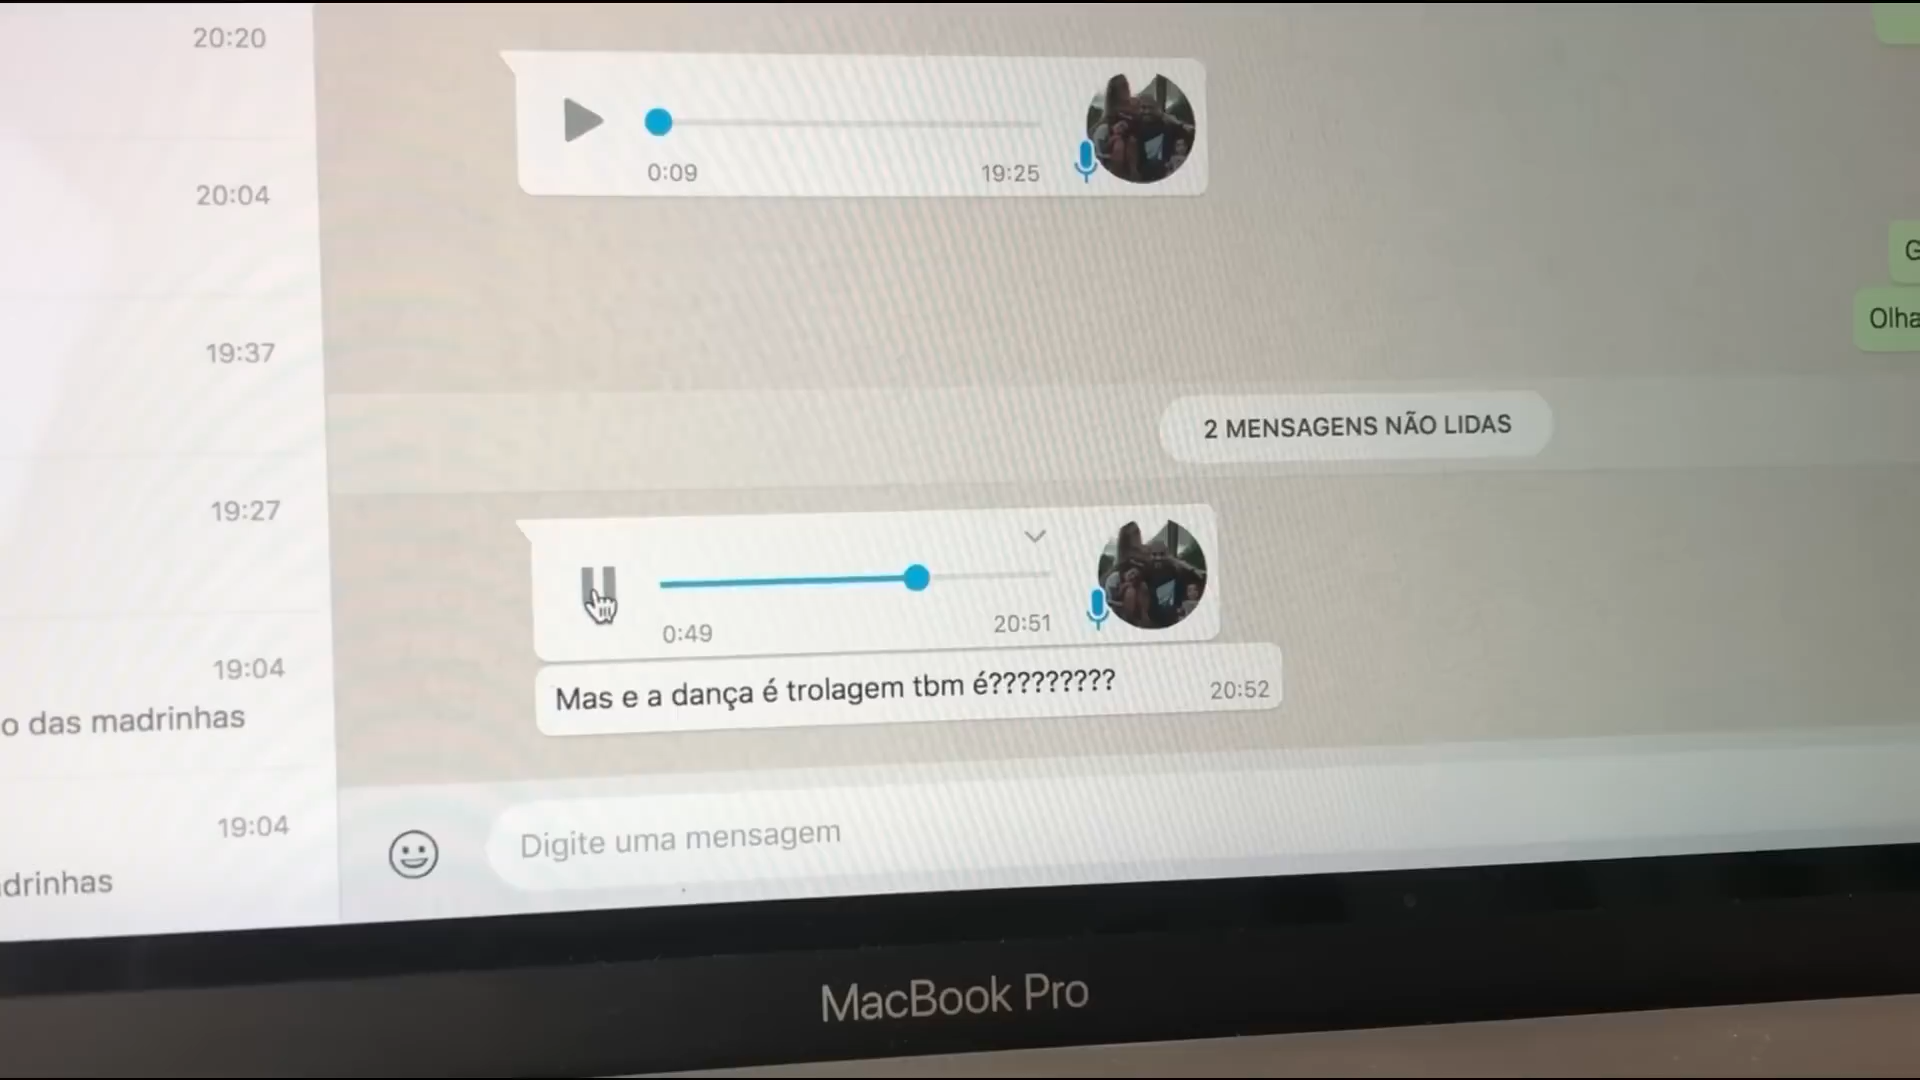 20:20
20:04
19:37
19:27
19:04
o das madrinhas
19:04
drinhas
0:09
19:25
G
Olha
2 MENSAGENS NÃO LIDAS
0:49
20:51
Mas e a dança é trolagem tbm é?????????
20:52
Digite uma mensagem
MacBook Pro